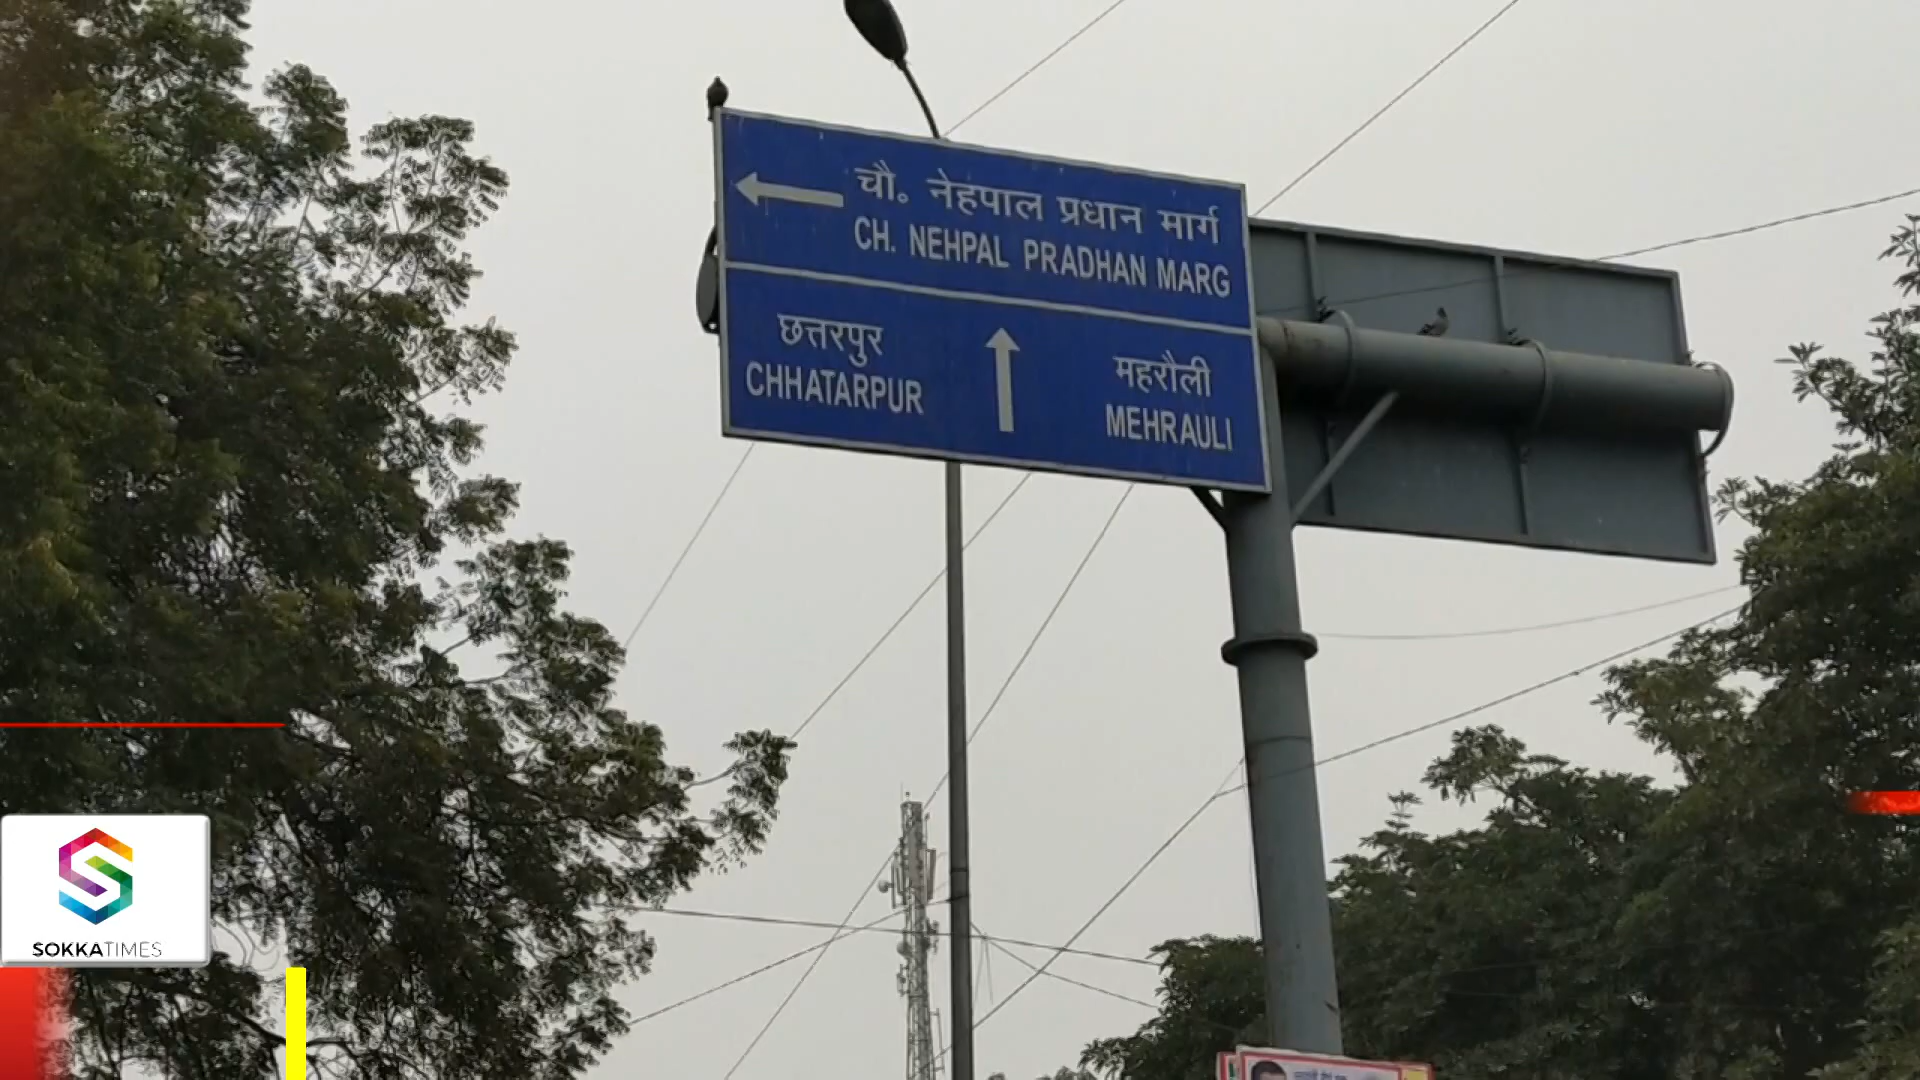 चौ॰ नेहपाल प्रधान मार्ग
CH. NEHPAL PRADHAN MARG
छत्तरपुर
CHHATARPUR
महरौली
MEHRAULI
SOKKATIMES